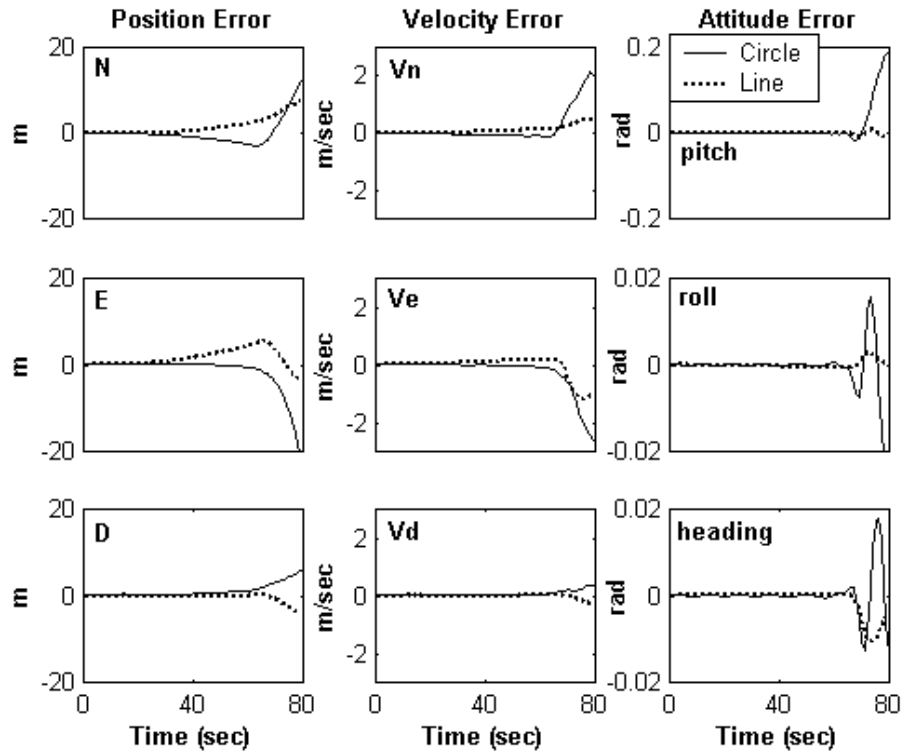 Position Error Velocity Error Attitude Error
20 0 -20 m N
2 0 -2 m/sec Vn
0.2 0 -0.2 rad pitch
Circle
Line
20 0 -20 m E
2 0 -2 m/sec Ve
0.02 0 -0.02 rad roll
20 0 -20 m D
2 0 -2 m/sec Vd
0.02 0 -0.02 rad heading
0 40 80 0 40 80 0 40 80
Time (sec) Time (sec) Time (sec)